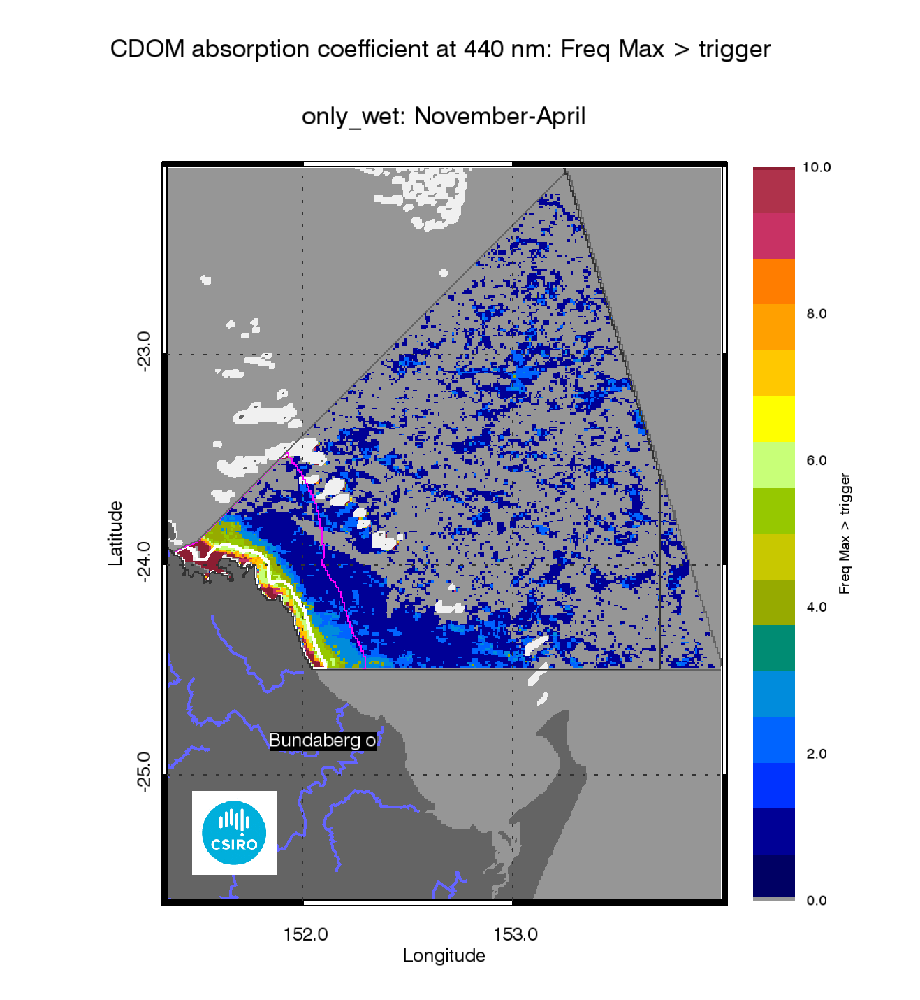 CDOM absorption coefficient at 440 nm: Freq Max > trigger
only_wet: November-April
10.0
8.0
6.0
4.0
2.0
0.0
Freq Max > trigger
-23.0
-24.0
-25.0
Latitude
Bundaberg o
CSIRO
152.0
153.0
Longitude